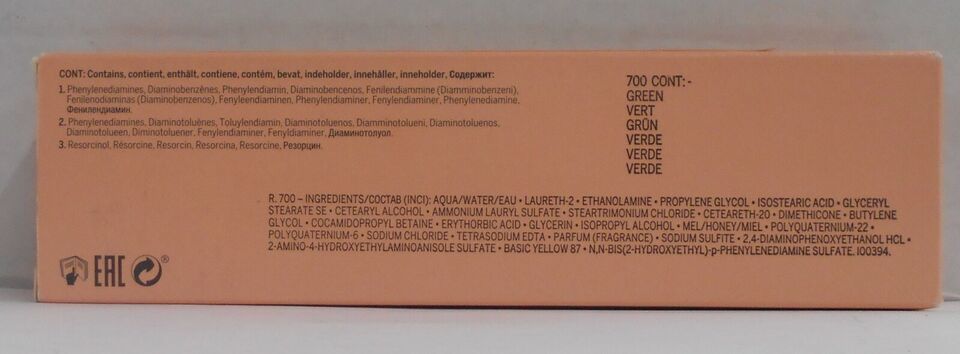 CONT: Contains, contient, enthält, contiene, contém, bevat, indeholder, innehåller, inneholder, Содержит:
1. Phenylenediamines, Diaminobenzènes, Phenylendiamin, Diaminobencenos, Fenilendiammine (Diamminobenzeni),
Fenilenodiaminas (Diaminobenzenos), Fenyleendiaminen, Phenylendiaminer, Fenylendiaminer, Phenylenediamine,
Фенилендиамин.
2. Phenylenediamines, Diminotoluènes, Toluylendiamin, Diaminotoluenos, Diamminotolueni, Diaminotoluenos,
Diaminotolueen, Diminotoluener, Fenylendiaminer, Fenyldiaminer, Диаминотолуол.
3. Resorcinol, Résorcine, Resorcin, Resorcina, Resorcine, Резорцин.
700 CONT:-
GREEN
VERT
GRÜN
VERDE
VERDE
VERDE
R. 700 – INGREDIENTS/СОСТАВ (INCI): AQUA/WATER/EAU • LAURETH-2 • ETHANOLAMINE • PROPYLENE GLYCOL • ISOSTEARIC ACID • GLYCERYL
STEARATE SE • CETEARYL ALCOHOL • AMMONIUM LAURYL SULFATE • STEARTRIMONIUM CHLORIDE • CETEARETH-20 • DIMETHICONE • BUTYLENE
GLYCOL • COCAMIDOPROPYL BETAINE • ERYTHORBIC ACID • GLYCERIN • ISOPROPYL ALCOHOL • MEL/HONEY/MIEL • POLYQUATERNIUM-22 •
POLYQUATERNIUM-6 • SODIUM CHLORIDE • TETRASODIUM EDTA • PARFUM (FRAGRANCE) • SODIUM SULFITE • 2,4-DIAMINOPHENOXYETHANOL HCL •
2-AMINO-4-HYDROXYETHYLAMINOANISOLE SULFATE • BASIC YELLOW 87 • N,N-BIS(2-HYDROXYETHYL)-p-PHENYLENEDIAMINE SULFATE. I00394.
EAC